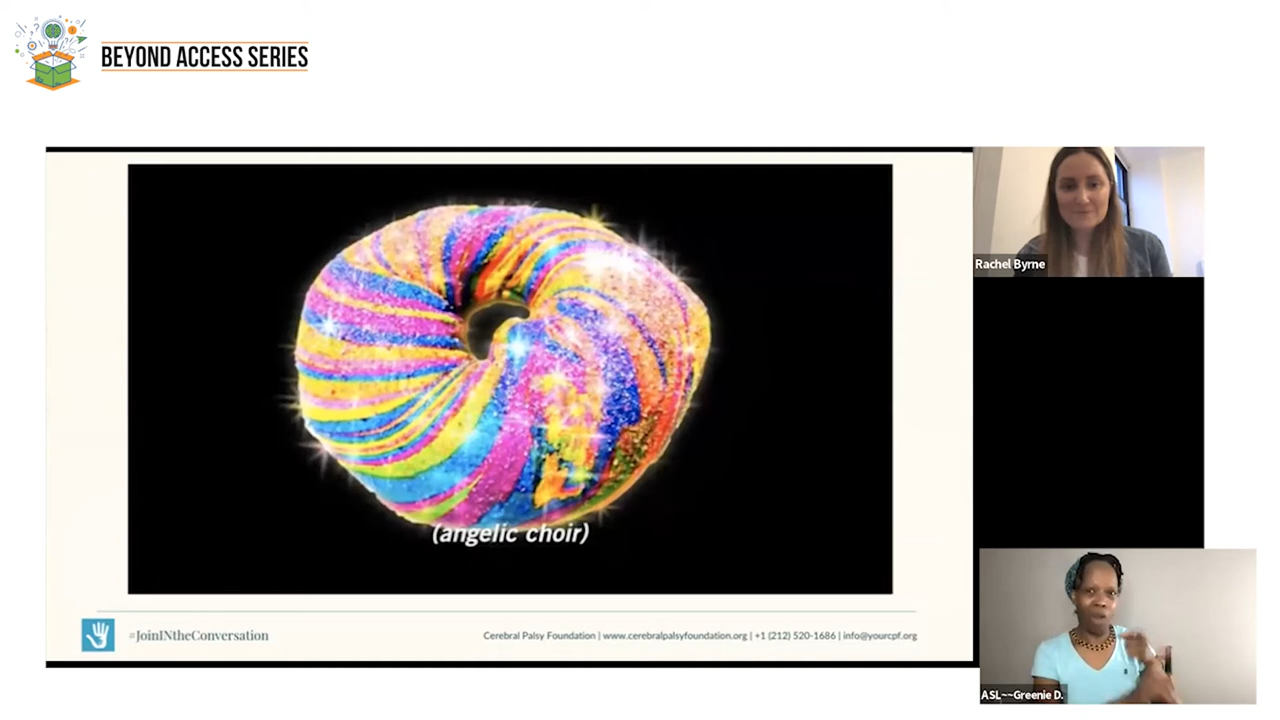 BEYOND ACCESS SERIES
Rachel Byrne
(angelic choir)
#JoinINtheConversation
Cerebral Palsy Foundation | www.cerebralpalsyfoundation.org | +1 (212) 520-1686 | info@yourcpf.org
ASL~~Greenie D.